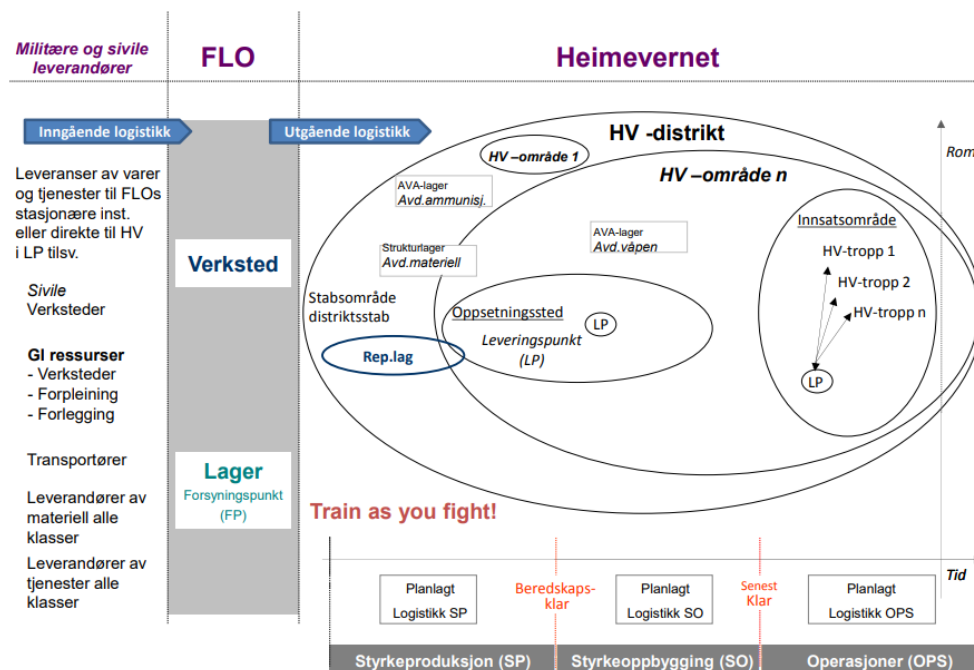 Militære og sivile
leverandører
FLO
Heimevernet
Inngående logistikk
Utgående logistikk
Leveranser av varer
og tjenester til FLOs
stasjonære inst.
eller direkte til HV
i LP tilsv.
Sivile
Verksteder
GI ressurser
- Verksteder
- Forpleining
- Forlegging
Transportører
Leverandører av
materiell alle
klasser
Leverandører av
tjenester alle
klasser
Verksted
Lager
Forsyningspunkt
(FP)
HV -distrikt
HV –område 1
HV –område n
Rom
AVA-lager
Avd.ammunisj.
AVA-lager
Avd.våpen
Strukturlager
Avd.materiell
Innsatsområde
HV-tropp 1
HV-tropp 2
HV-tropp n
LP
Stabsområde
distriktsstab
Rep.lag
Oppsetningssted
Leveringspunkt
(LP)
LP
Train as you fight!
Tid
Planlagt
Logistikk SP
Beredskaps-
klar
Planlagt
Logistikk SO
Senest
Klar
Planlagt
Logistikk OPS
Styrkeproduksjon (SP)
Styrkeoppbygging (SO)
Operasjoner (OPS)